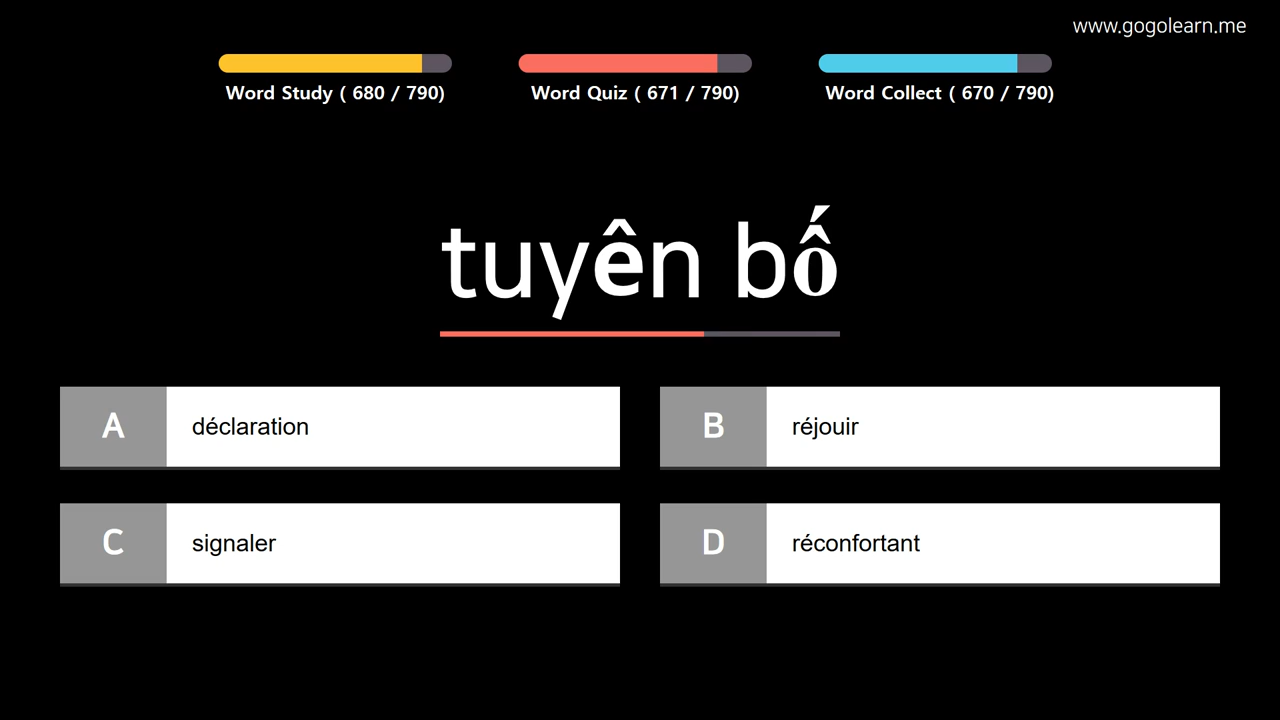 www.gogolearn.me
Word Study ( 680 / 790)
Word Quiz ( 671 / 790)
Word Collect ( 670 / 790)
tuyên bố
A déclaration
B réjouir
C signaler
D réconfortant